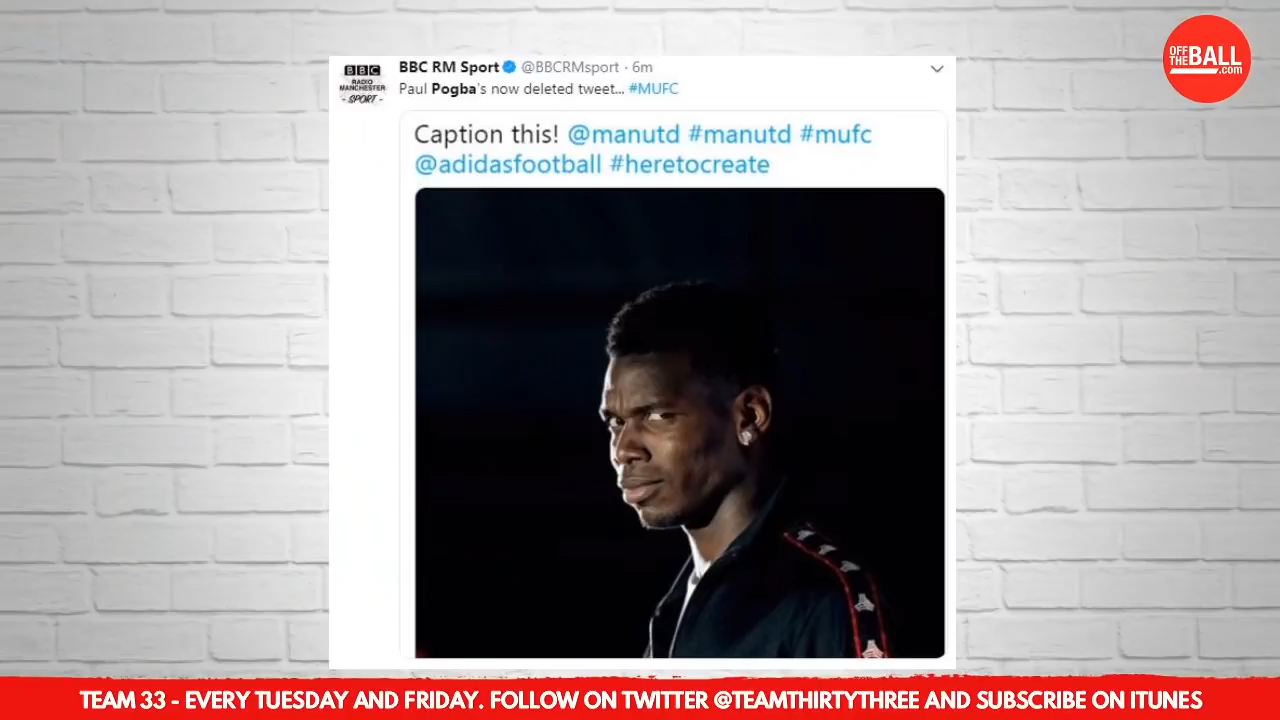 OFF
THE BALL
.com
BBC
RADIO
MANCHESTER
- SPORT -
BBC RM Sport @BBCRMsport · 6m
Paul Pogba's now deleted tweet... #MUFC
Caption this! @manutd #manutd #mufc
@adidasfootball #heretocreate
TEAM 33 - EVERY TUESDAY AND FRIDAY. FOLLOW ON TWITTER @TEAMTHIRTYTHREE AND SUBSCRIBE ON ITUNES